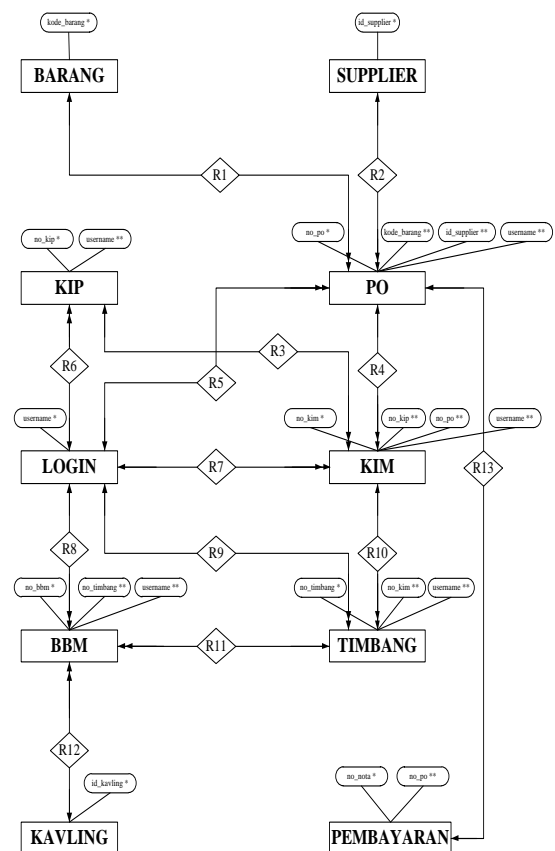 kode_barang *
id_supplier *
BARANG
SUPPLIER
R1
R2
no_kip *
username **
no_po *
kode_barang **
id_supplier **
username **
KIP
PO
R3
R6
R5
R4
username *
no_kim *
no_kip **
no_po **
username **
LOGIN
R7
KIM
R13
R8
R9
R10
no_bbm *
no_timbang **
username **
no_timbang *
no_kim **
username **
BBM
R11
TIMBANG
R12
id_kavling *
no_nota *
no_po **
KAVLING
PEMBAYARAN